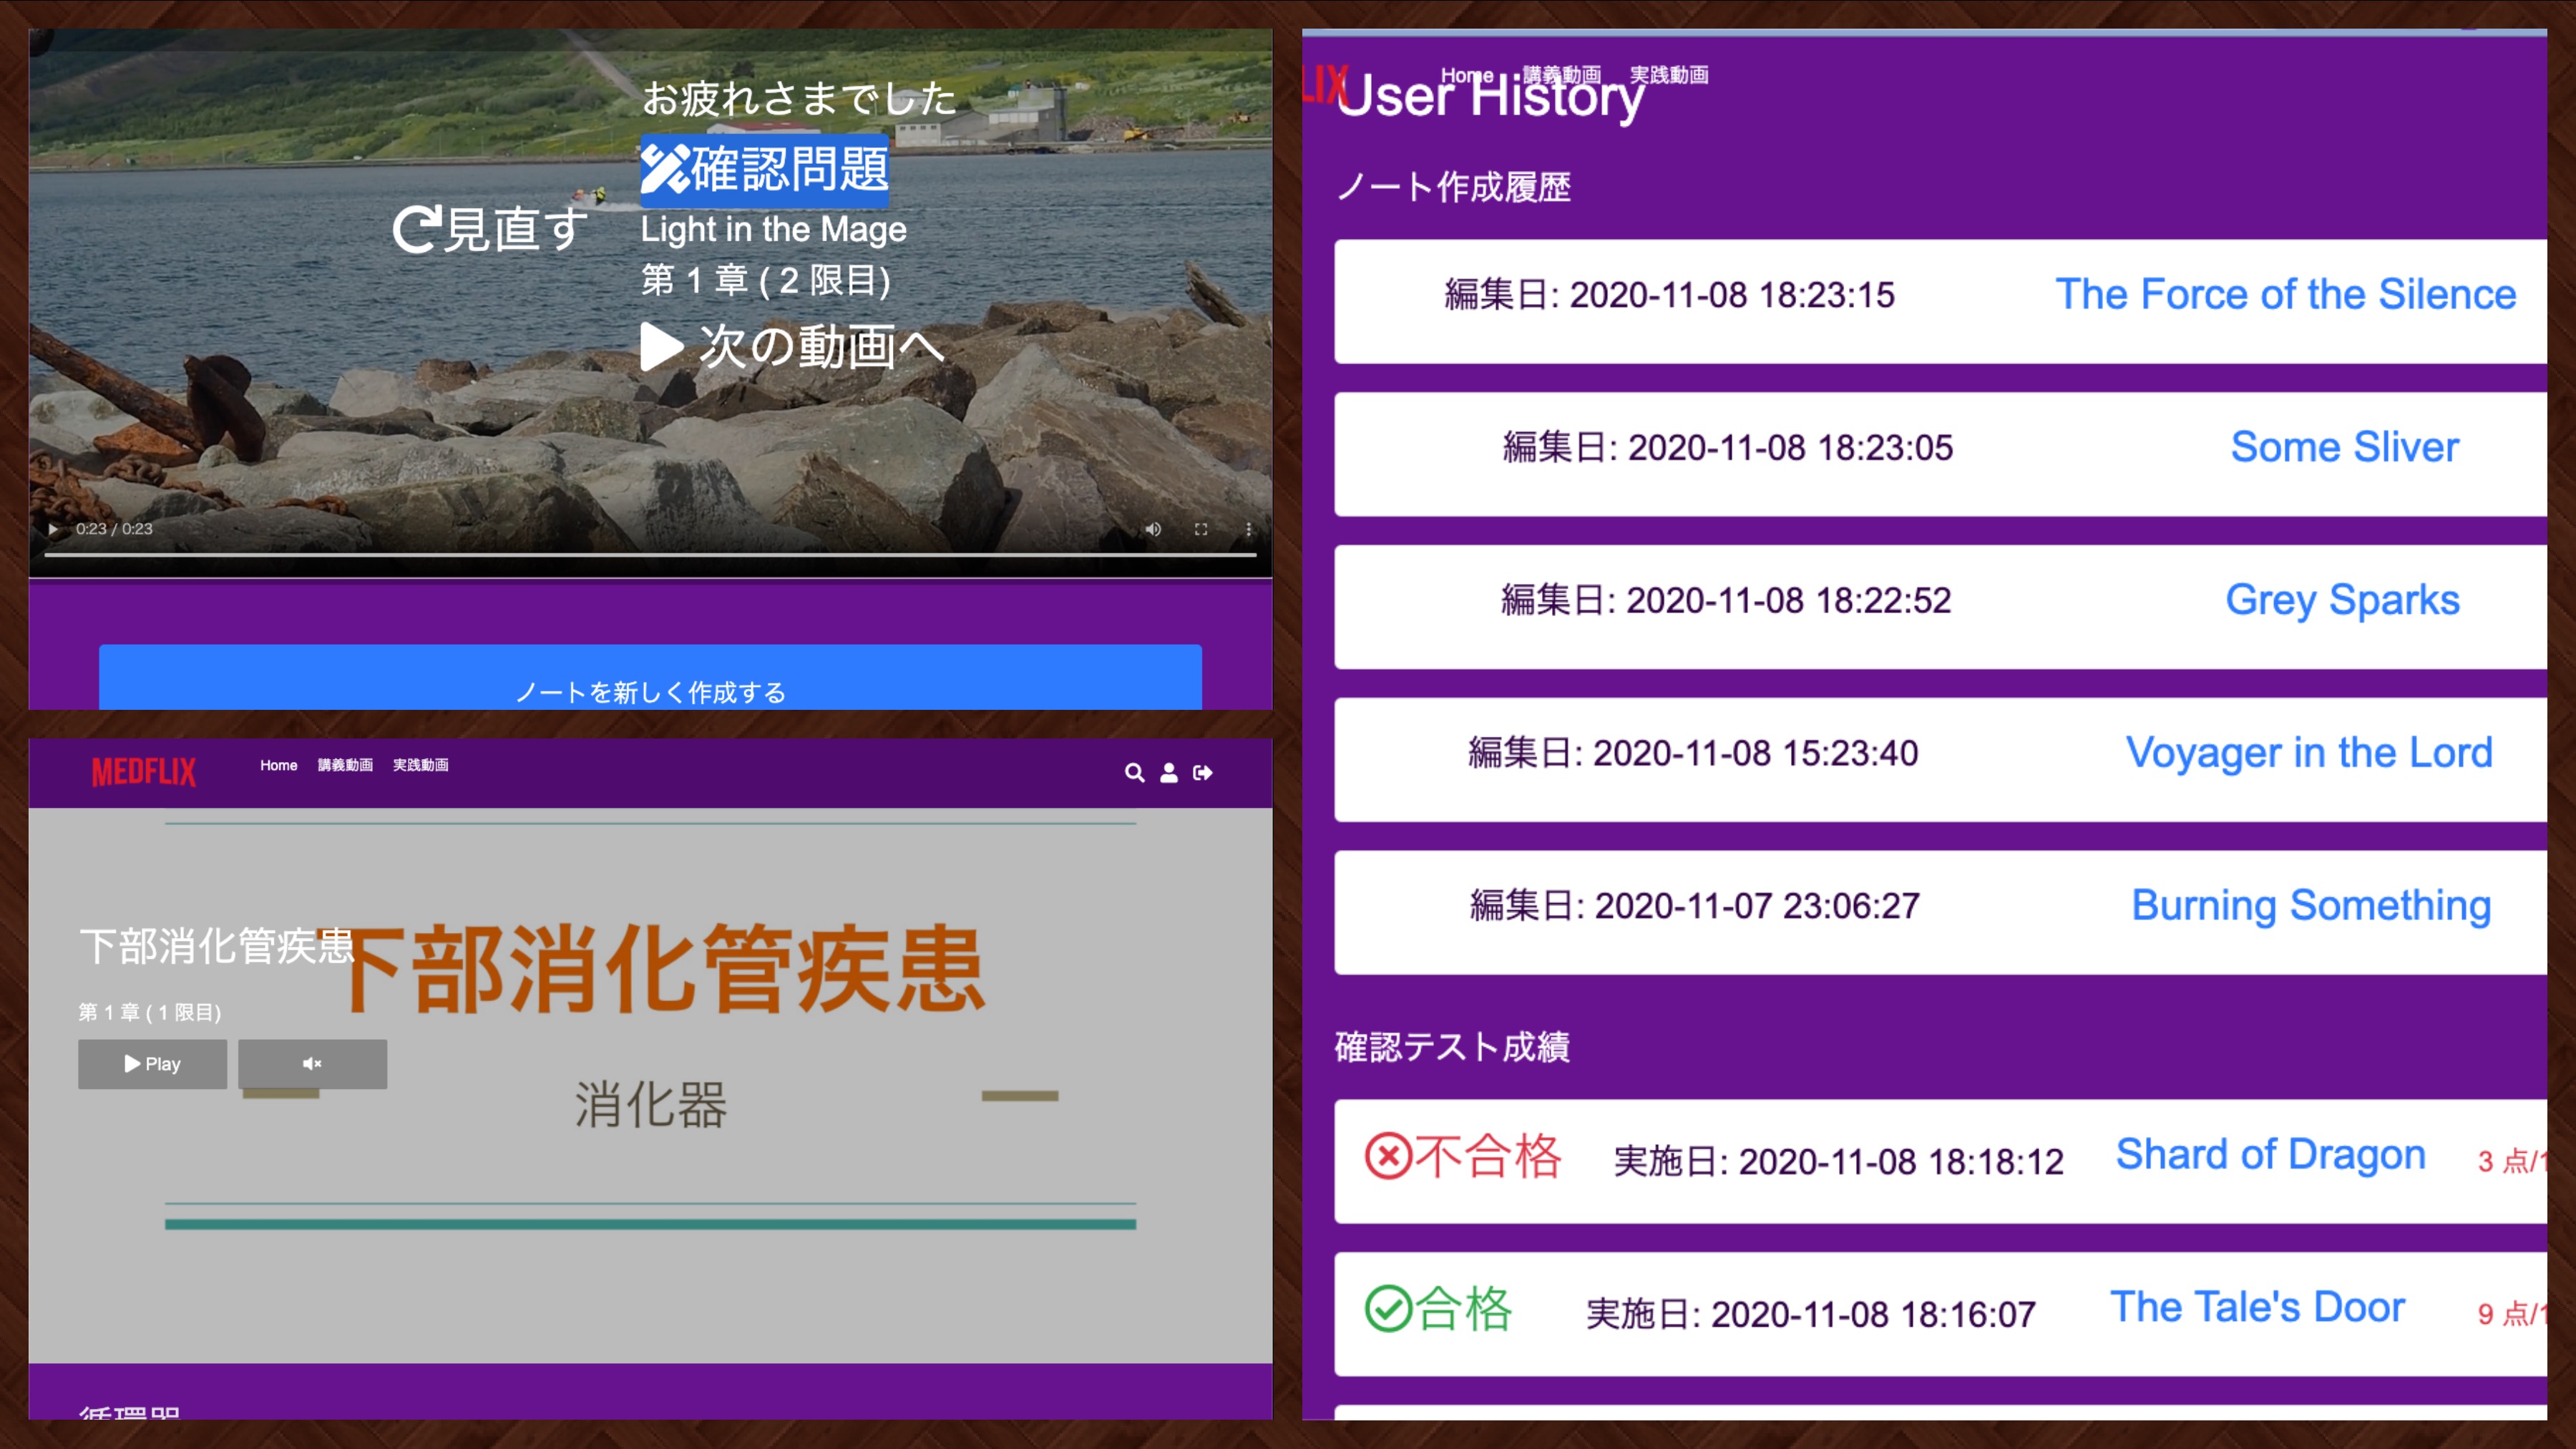 お疲れさまでした
確認問題
見直す
Light in the Mage
第 1 章 ( 2 限目)
次の動画へ
0:23 / 0:23
ノートを新しく作成する
MEDFLIX Home 講義動画 実践動画
下部消化管疾患
下部消化管疾患
第 1 章 ( 1 限目)
Play
消化器
循環器
LIX Home 講義動画 実践動画
User History
ノート作成履歴
編集日: 2020-11-08 18:23:15 The Force of the Silence
編集日: 2020-11-08 18:23:05 Some Sliver
編集日: 2020-11-08 18:22:52 Grey Sparks
編集日: 2020-11-08 15:23:40 Voyager in the Lord
編集日: 2020-11-07 23:06:27 Burning Something
確認テスト成績
不合格 実施日: 2020-11-08 18:18:12 Shard of Dragon 3 点/1
合格 実施日: 2020-11-08 18:16:07 The Tale's Door 9 点/1